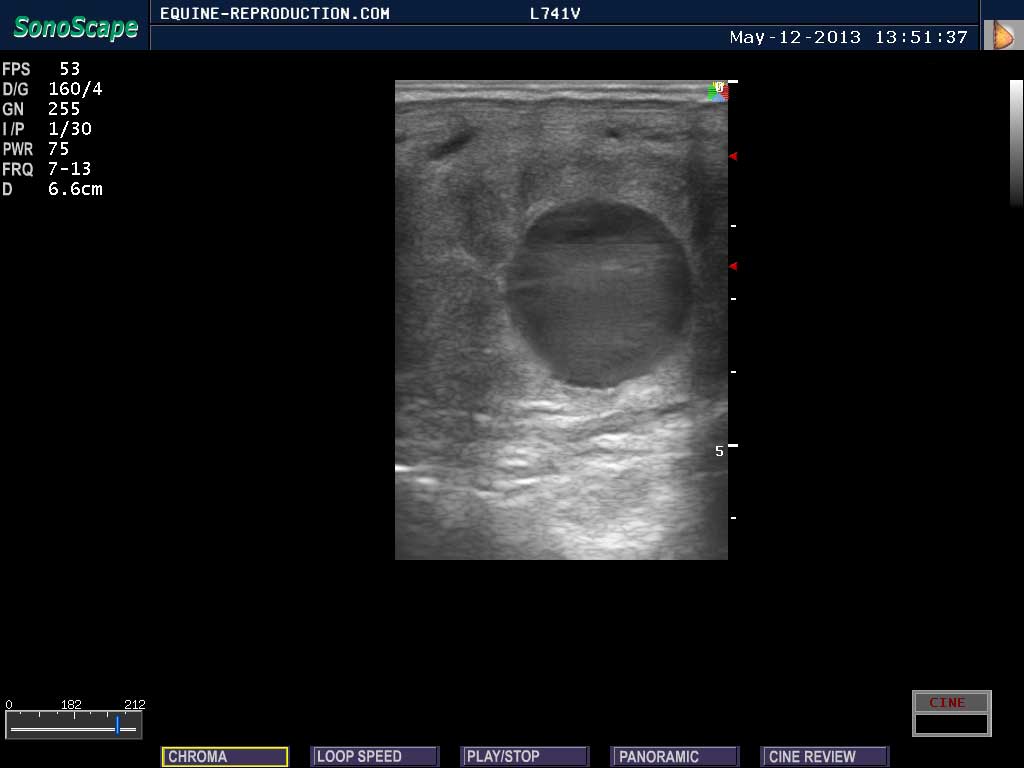 SonoScape
EQUINE-REPRODUCTION.COM L741V
May-12-2013 13:51:37
FPS 53
D/G 160/4
GN 255
I/P 1/30
PWR 75
FRQ 7-13
D 6.6cm
0
5
0 182 212
CINE
CHROMA LOOP SPEED PLAY/STOP PANORAMIC CINE REVIEW